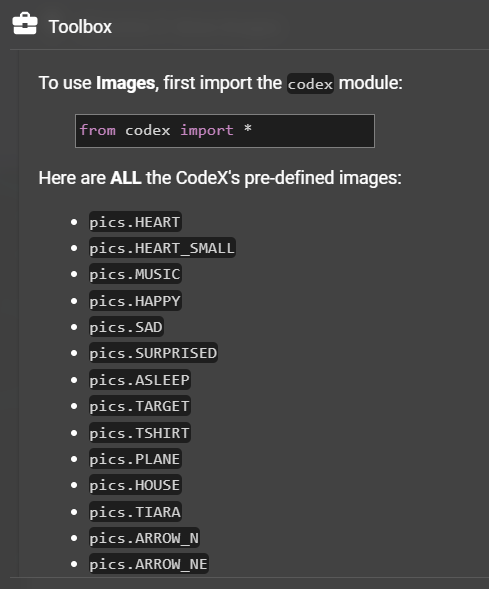 Toolbox
To use Images, first import the codex module:
from codex import *
Here are ALL the CodeX's pre-defined images:
pics.HEART
pics.HEART_SMALL
pics.MUSIC
pics.HAPPY
pics.SAD
pics.SURPRISED
pics.ASLEEP
pics.TARGET
pics.TSHIRT
pics.PLANE
pics.HOUSE
pics.TIARA
pics.ARROW_N
pics.ARROW_NE